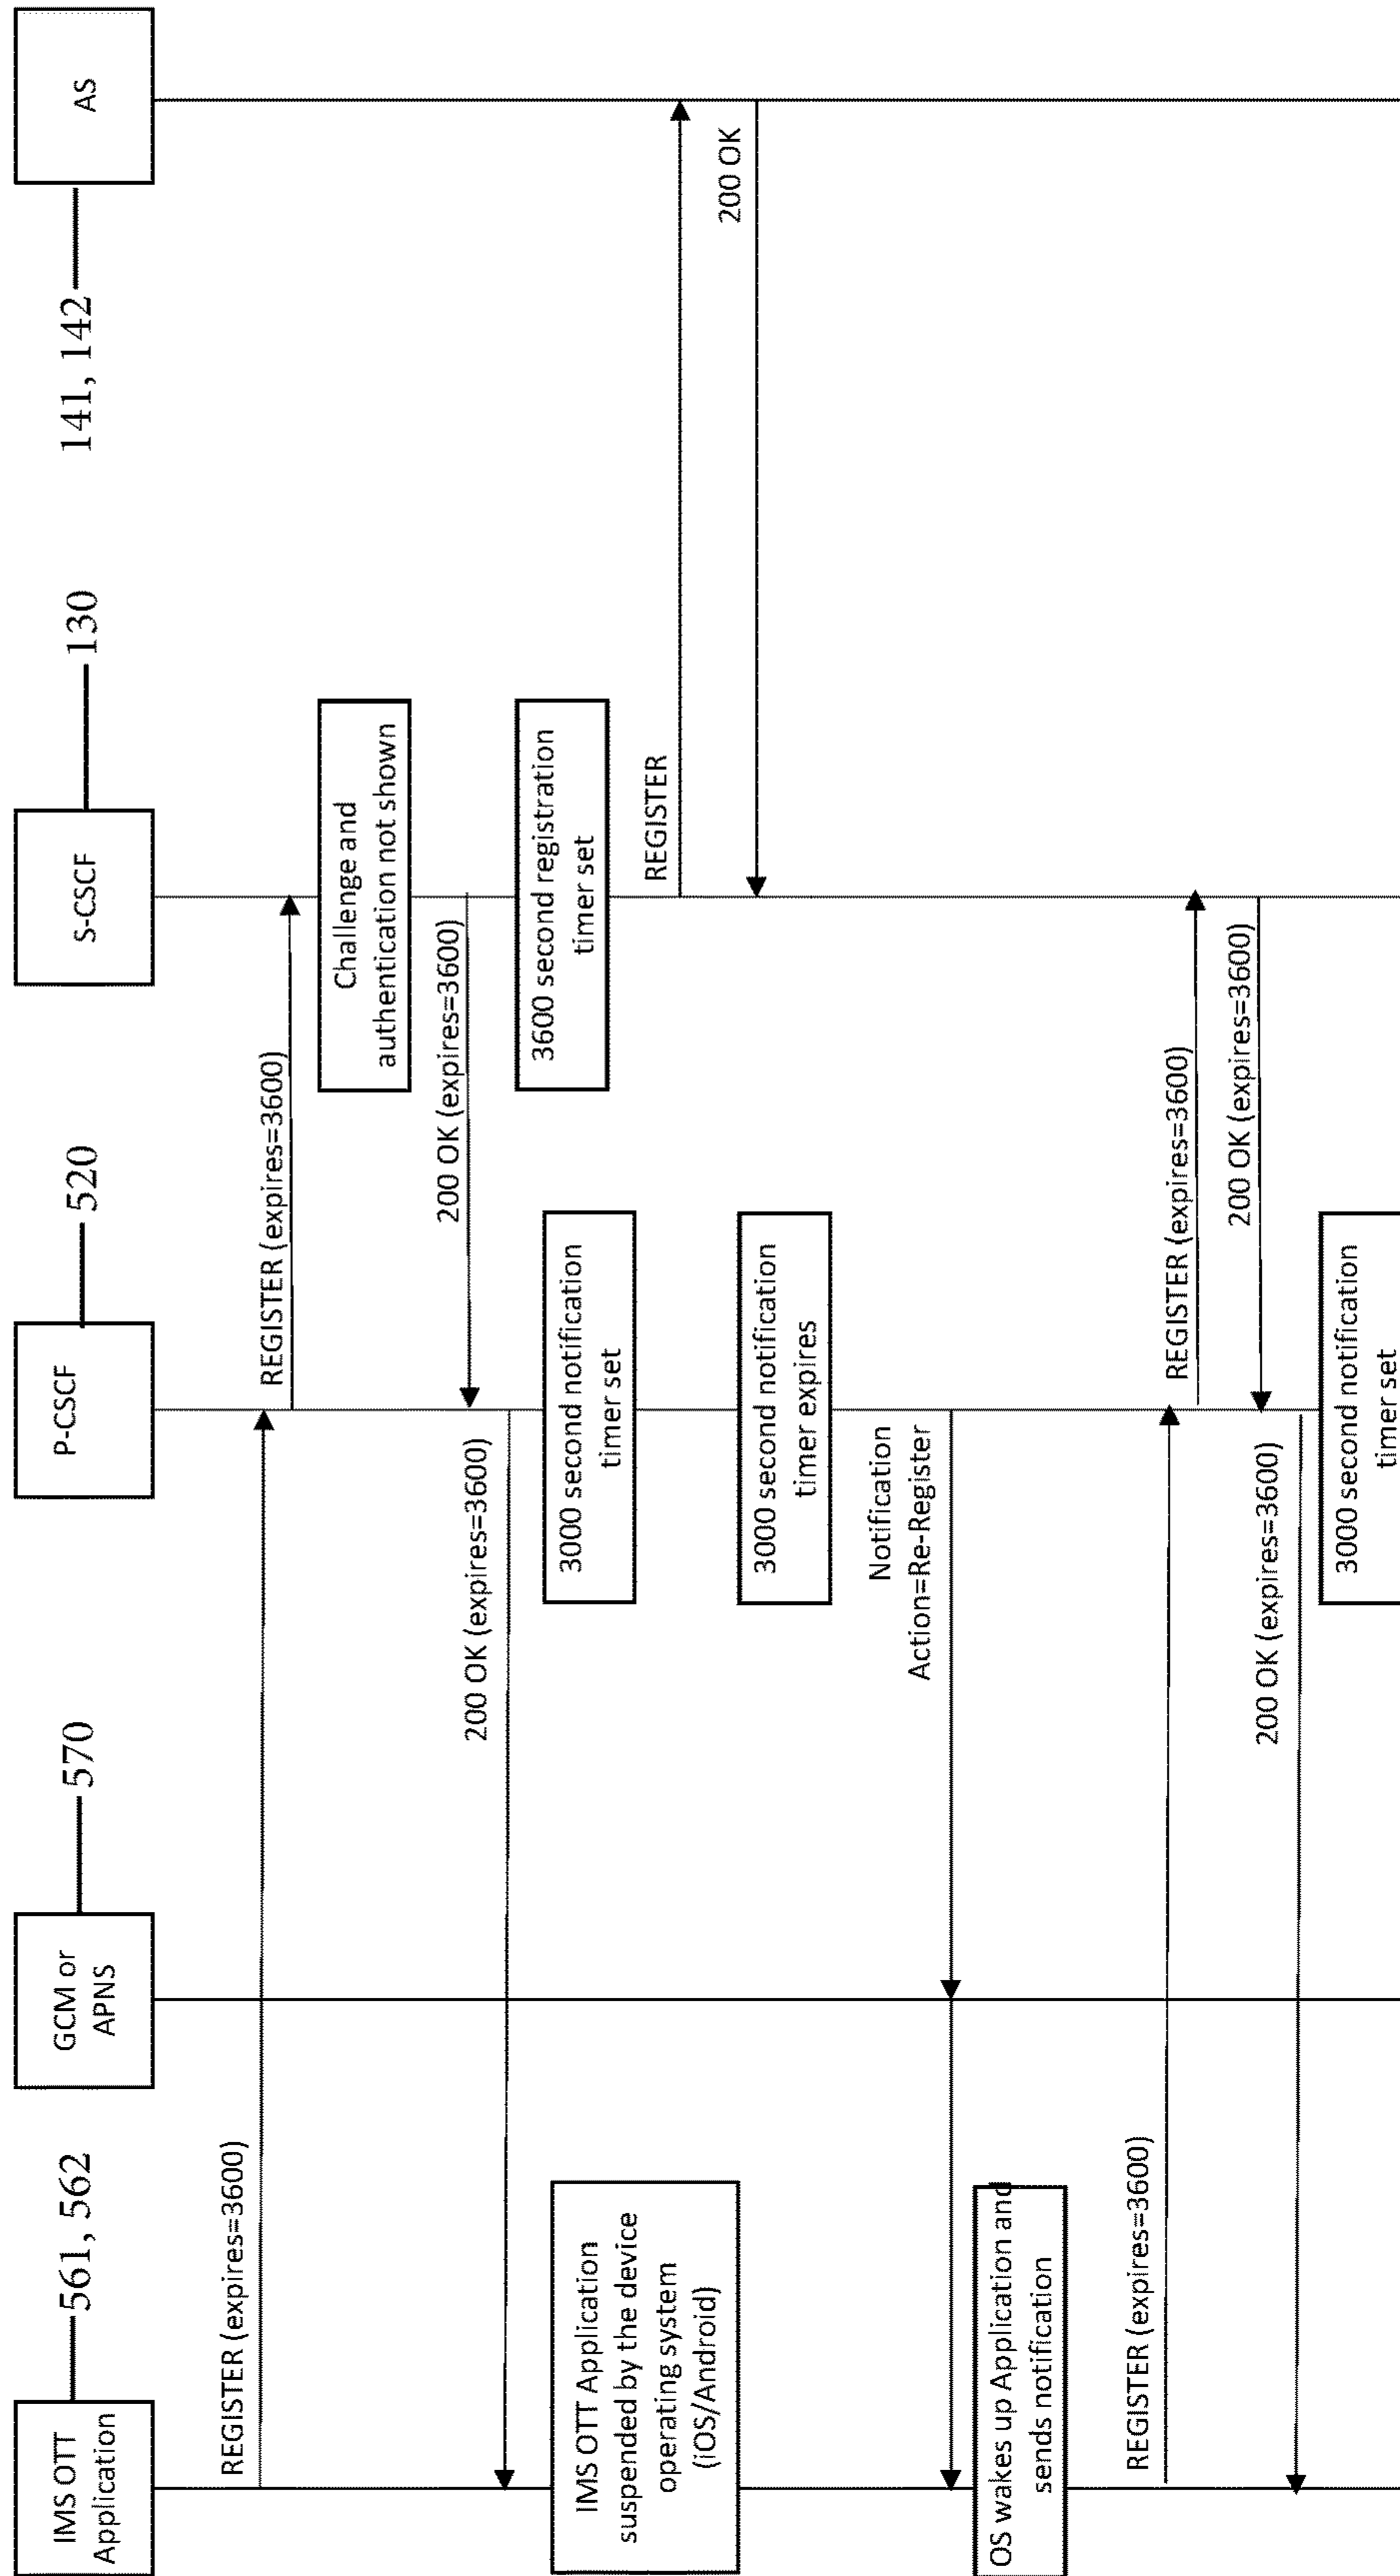 IMS OTT
Application
561, 562
GCM or
APNS
570
P-CSCF
520
S-CSCF
130
AS
141, 142
REGISTER (expires=3600)
REGISTER (expires=3600)
Challenge and
authentication not shown
200 OK (expires=3600)
200 OK (expires=3600)
3600 second registration
timer set
3000 second notification
timer set
IMS OTT Application
suspended by the device
operating system
(iOS/Android)
REGISTER
200 OK
3000 second notification
timer expires
Notification
Action=Re-Register
OS wakes up Application and
sends notification
REGISTER (expires=3600)
REGISTER (expires=3600)
200 OK (expires=3600)
200 OK (expires=3600)
3000 second notification
timer set